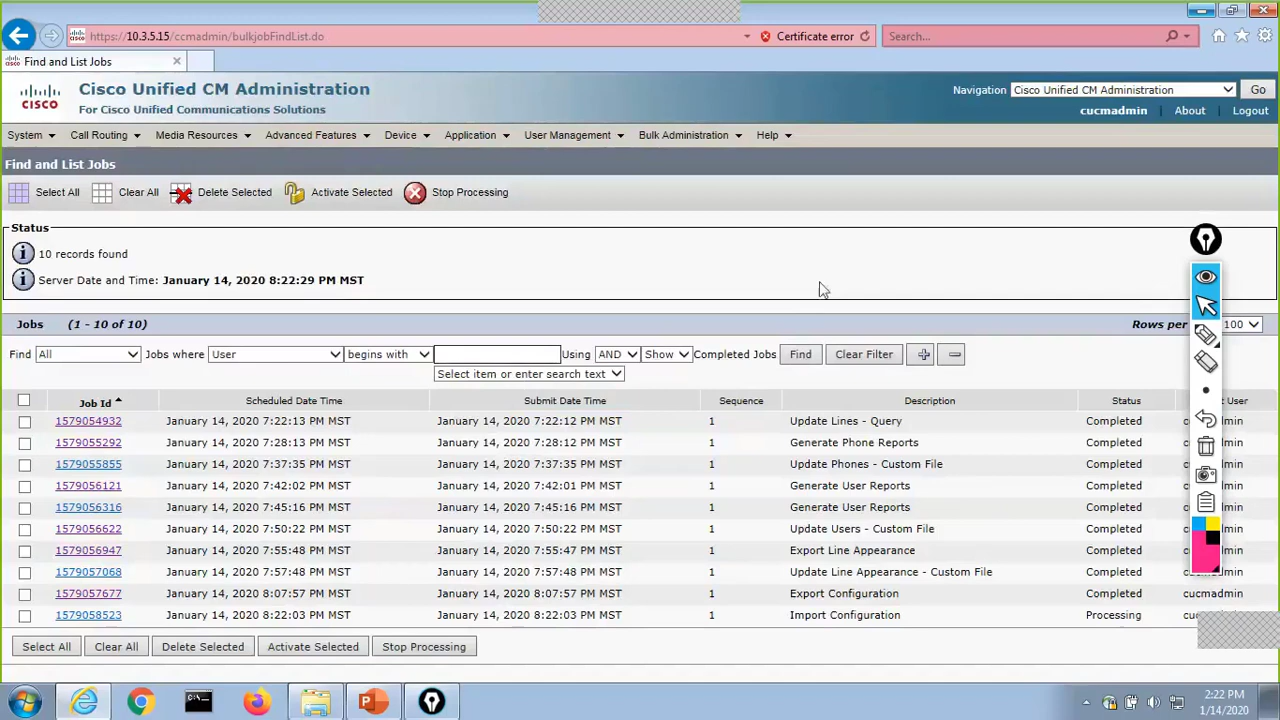 https://10.3.5.15/ccmadmin/bulkjobFindList.do Certificate error Search...
Find and List Jobs
CISCO Cisco Unified CM Administration
For Cisco Unified Communications Solutions
Navigation Cisco Unified CM Administration Go
cucmadmin | About | Logout
System Call Routing Media Resources Advanced Features Device Application User Management Bulk Administration Help
Find and List Jobs
Select All Clear All Delete Selected Activate Selected Stop Processing
Status
10 records found
Server Date and Time: January 14, 2020 8:22:29 PM MST
Jobs (1 - 10 of 10) Rows per 100
Find All Jobs where User begins with Using AND Show Completed Jobs Find Clear Filter
Select item or enter search text
Job Id Scheduled Date Time Submit Date Time Sequence Description Status User
1579054932 January 14, 2020 7:22:13 PM MST January 14, 2020 7:22:12 PM MST 1 Update Lines - Query Completed
1579055292 January 14, 2020 7:28:13 PM MST January 14, 2020 7:28:12 PM MST 1 Generate Phone Reports Completed
1579055855 January 14, 2020 7:37:35 PM MST January 14, 2020 7:37:35 PM MST 1 Update Phones - Custom File Completed
1579056121 January 14, 2020 7:42:02 PM MST January 14, 2020 7:42:01 PM MST 1 Generate User Reports Completed
1579056316 January 14, 2020 7:45:16 PM MST January 14, 2020 7:45:16 PM MST 1 Generate User Reports Completed
1579056622 January 14, 2020 7:50:22 PM MST January 14, 2020 7:50:22 PM MST 1 Update Users - Custom File Completed
1579056947 January 14, 2020 7:55:48 PM MST January 14, 2020 7:55:47 PM MST 1 Export Line Appearance Completed
1579057068 January 14, 2020 7:57:48 PM MST January 14, 2020 7:57:48 PM MST 1 Update Line Appearance - Custom File Completed cucmadmin
1579057677 January 14, 2020 8:07:57 PM MST January 14, 2020 8:07:57 PM MST 1 Export Configuration Completed cucmadmin
1579058523 January 14, 2020 8:22:03 PM MST January 14, 2020 8:22:03 PM MST 1 Import Configuration Processing
Select All Clear All Delete Selected Activate Selected Stop Processing
2:22 PM
1/14/2020